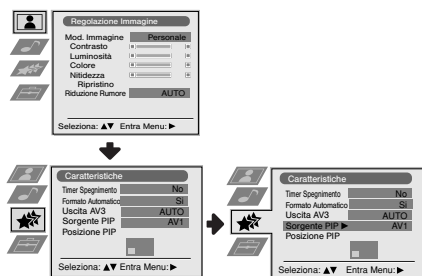 Regolazione Immagine
Mod. Immagine Personale
Contrasto
Luminosità
Colore
Nitidezza
Ripristino
Riduzione Rumore AUTO
Seleziona: ▲▼ Entra Menu: ▶
Caratteristiche
Timer Spegnimento No
Formato Automatico Si
Uscita AV3 AUTO
Sorgente PIP AV1
Posizione PIP
Seleziona: ▲▼ Entra Menu: ▶
Caratteristiche
Timer Spegnimento No
Formato Automatico Si
Uscita AV3 AUTO
Sorgente PIP ▶ AV1
Posizione PIP
Seleziona: ▲▼ Entra Menu: ▶